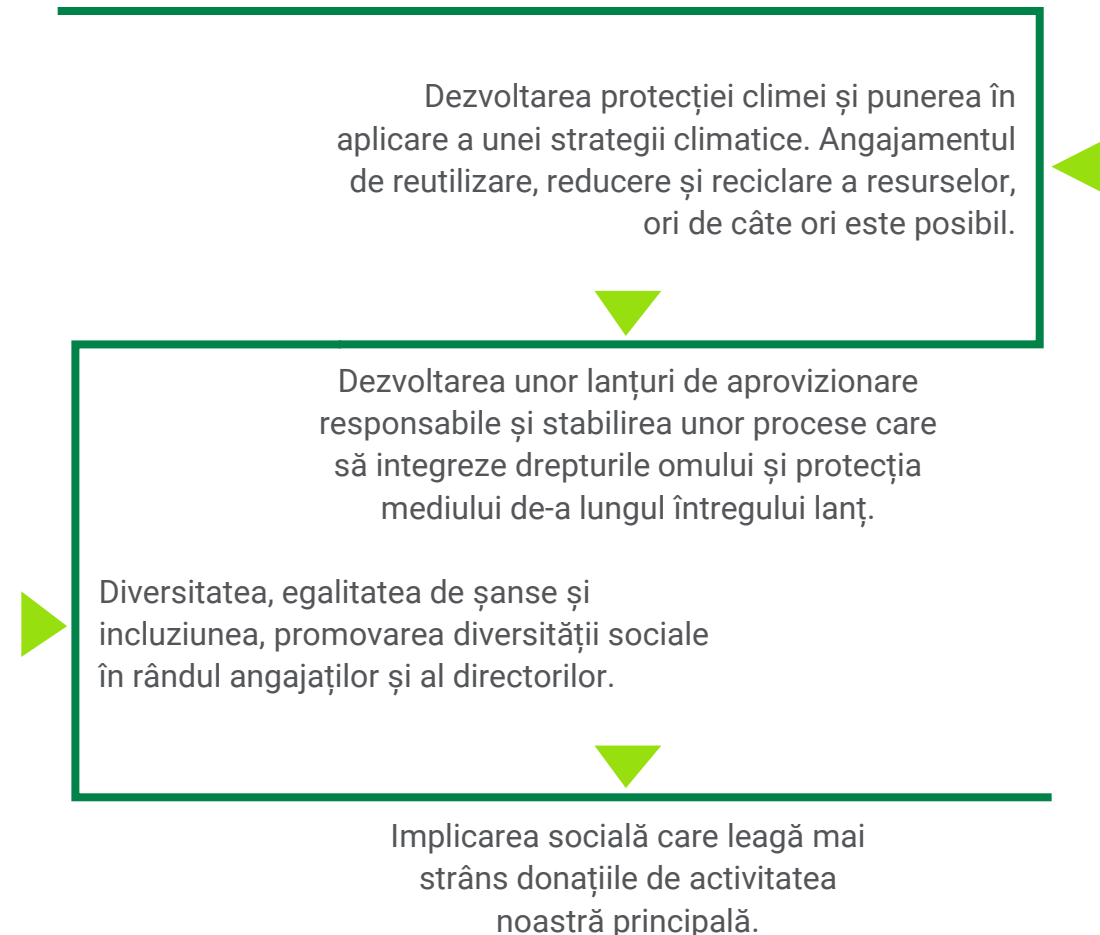 Dezvoltarea protecției climei și punerea în
aplicare a unei strategii climatice. Angajamentul
de reutilizare, reducere și reciclare a resurselor,
ori de câte ori este posibil.
Dezvoltarea unor lanțuri de aprovizionare
responsabile și stabilirea unor procese care
să integreze drepturile omului și protecția
mediului de-a lungul întregului lanț.
Diversitatea, egalitatea de șanse și
incluziunea, promovarea diversității sociale
în rândul angajaților și al directorilor.
Implicarea socială care leagă mai
strâns donațiile de activitatea
noastră principală.